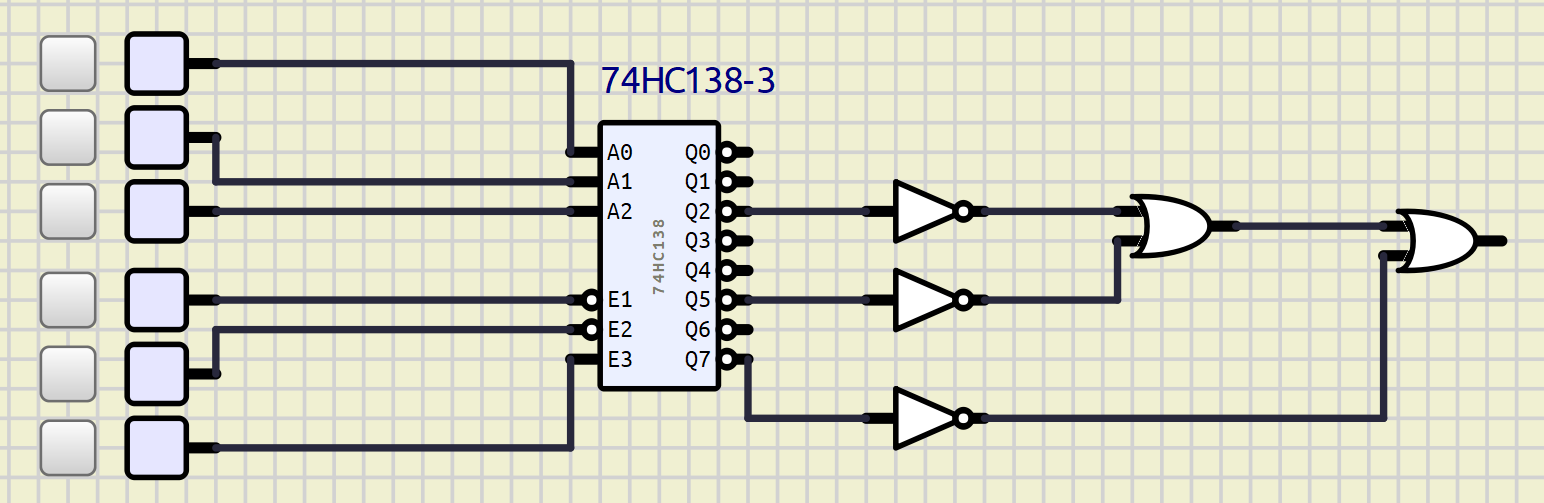 74HC138-3
A0 Q0
A1 Q1
A2 Q2
Q3
Q4
E1 Q5
E2 Q6
E3 Q7
74HC138